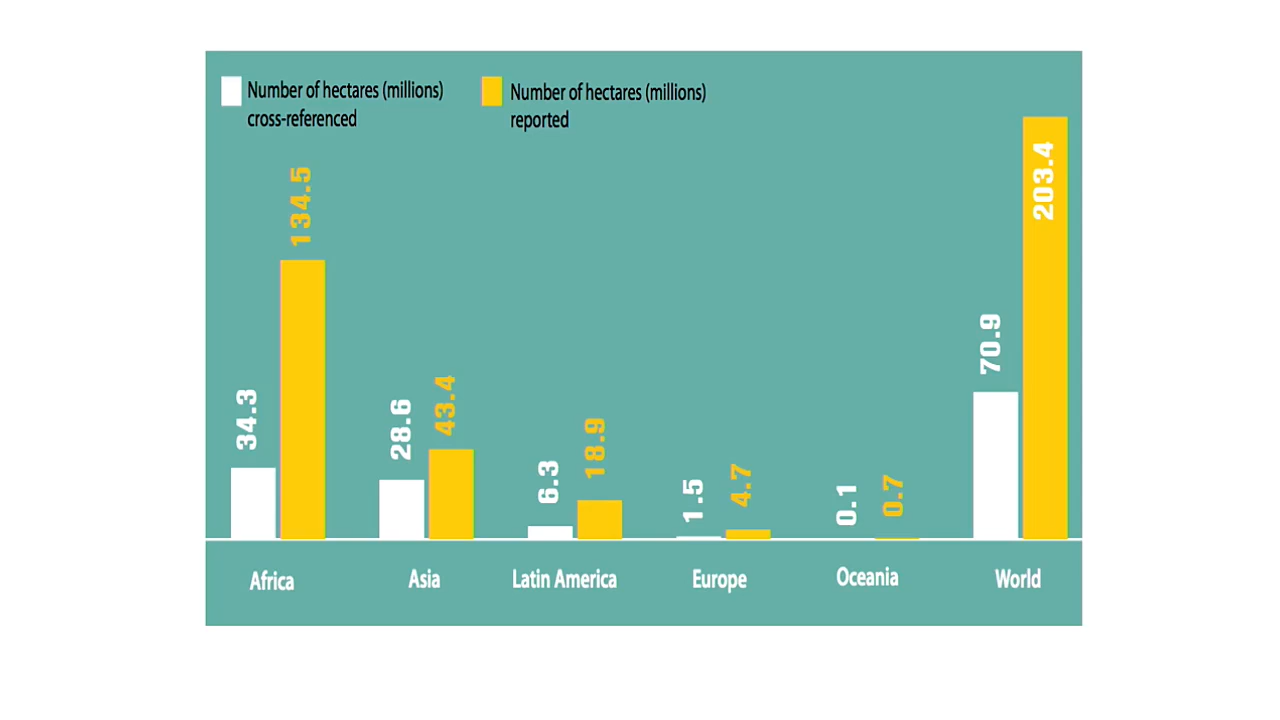 Number of hectares (millions)
cross-referenced
Number of hectares (millions)
reported
34.3
134.5
28.6
43.4
6.3
18.9
1.5
4.7
0.1
0.7
70.9
203.4
Africa
Asia
Latin America
Europe
Oceania
World